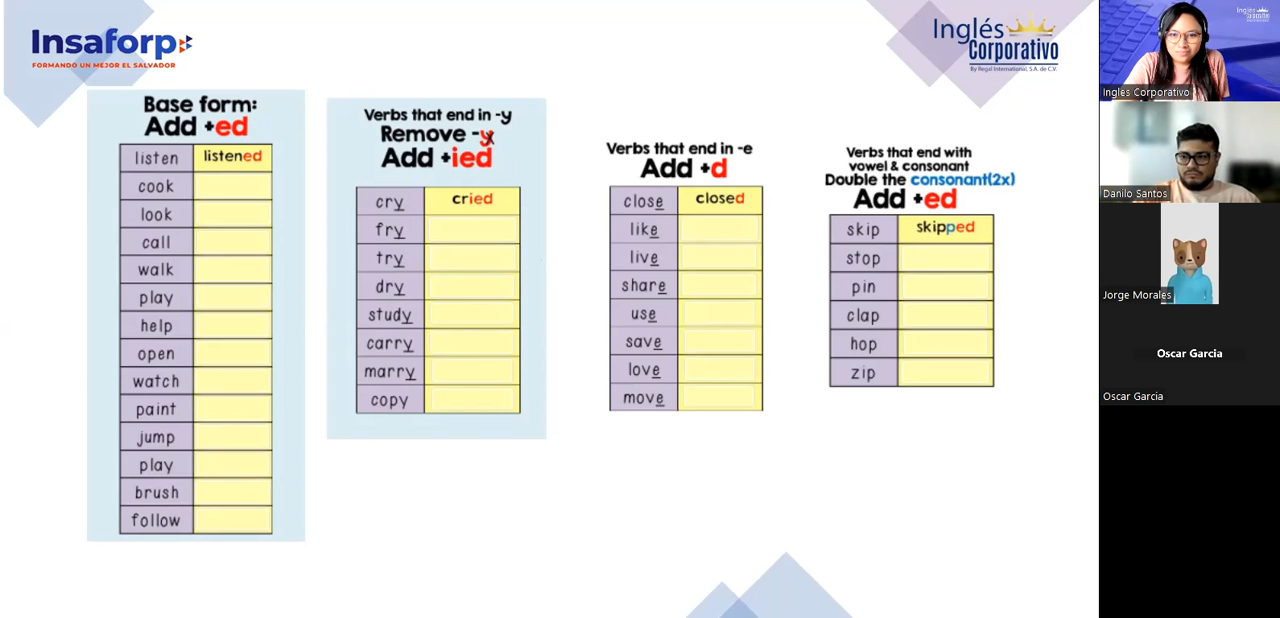 Insaforp
FORMANDO UN MEJOR EL SALVADOR
Inglés
Corporativo
By Regal International, S.A. de C.V.
Base form:
Add +ed
listen listened
cook
look
call
walk
play
help
open
watch
paint
jump
play
brush
follow
Verbs that end in -y
Remove -y
Add +ied
cry cried
fry
try
dry
study
carry
marry
copy
Verbs that end in -e
Add +d
close closed
like
live
share
use
save
love
move
Verbs that end with
vowel & consonant
Double the consonant(2x)
Add +ed
skip skipped
stop
pin
clap
hop
zip
Inglés
Ingles Corporativo
Danilo Santos
Jorge Morales
Oscar Garcia
Oscar Garcia